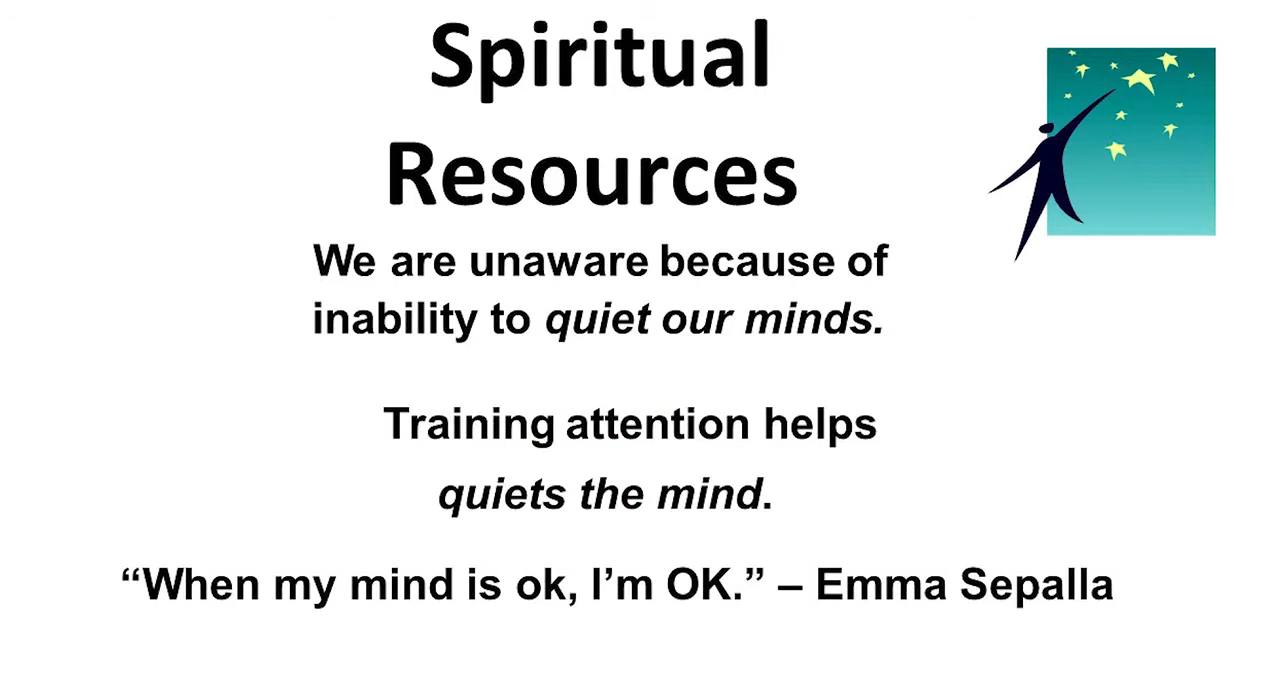 Spiritual
Resources
We are unaware because of
inability to quiet our minds.
Training attention helps
quiets the mind.
“When my mind is ok, I’m OK.” – Emma Sepalla